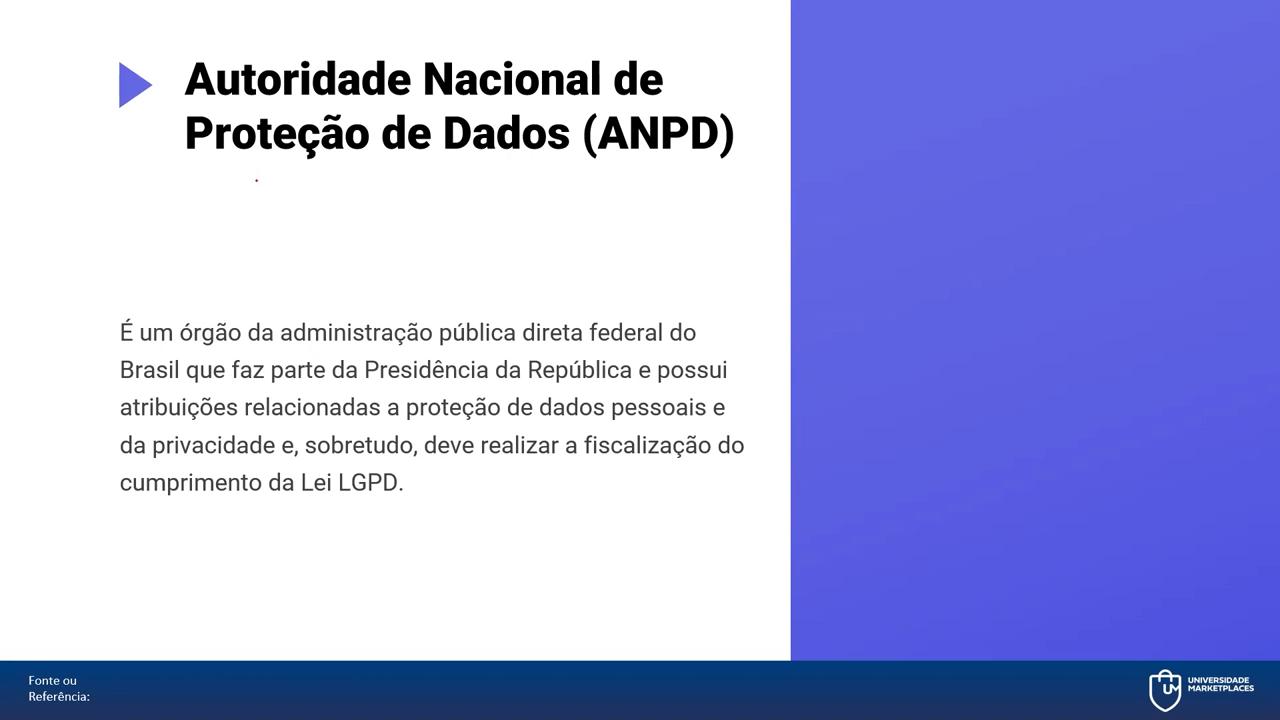 Autoridade Nacional de
Proteção de Dados (ANPD)
É um órgão da administração pública direta federal do
Brasil que faz parte da Presidência da República e possui
atribuições relacionadas a proteção de dados pessoais e
da privacidade e, sobretudo, deve realizar a fiscalização do
cumprimento da Lei LGPD.
Fonte ou
Referência:
UM
UNIVERSIDADE
MARKETPLACES